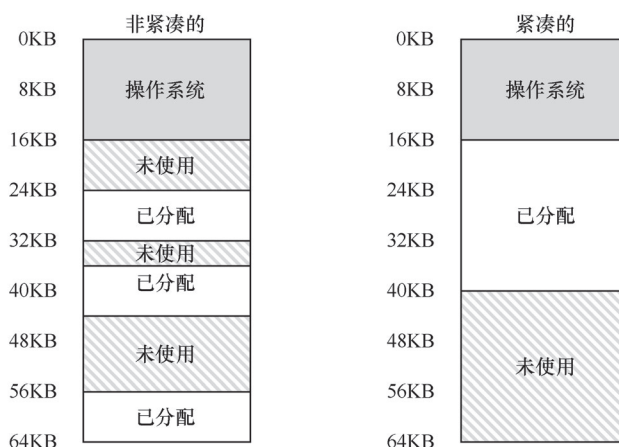 非紧凑的
0KB
8KB
16KB
24KB
32KB
40KB
48KB
56KB
64KB
操作系统
未使用
已分配
未使用
已分配
未使用
已分配
紧凑的
0KB
8KB
16KB
24KB
32KB
40KB
48KB
56KB
64KB
操作系统
已分配
未使用